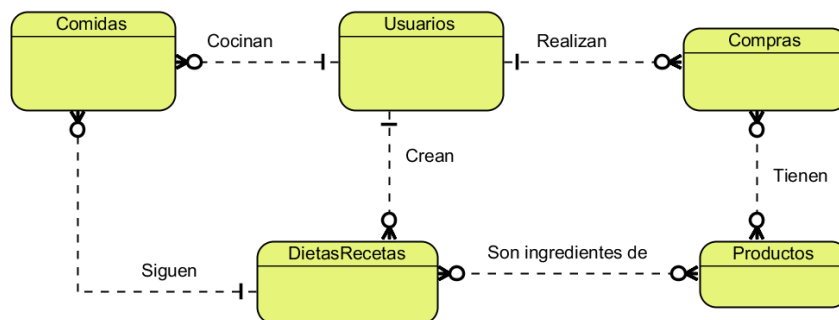 Comidas
Cocinan
Usuarios
Realizan
Compras
Crean
Tienen
Siguen
DietasRecetas
Son ingredientes de
Productos